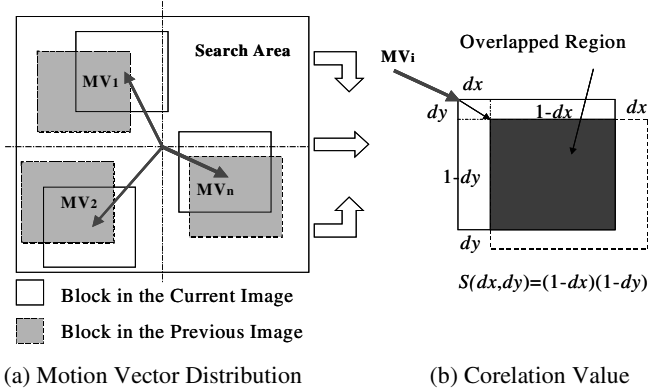 Search Area
MV1
MV2
MVn
Block in the Current Image
Block in the Previous Image
(a) Motion Vector Distribution
Overlapped Region
MVi
dx
dy
1-dx
dx
1-dy
dy
S(dx,dy)=(1-dx)(1-dy)
(b) Corelation Value